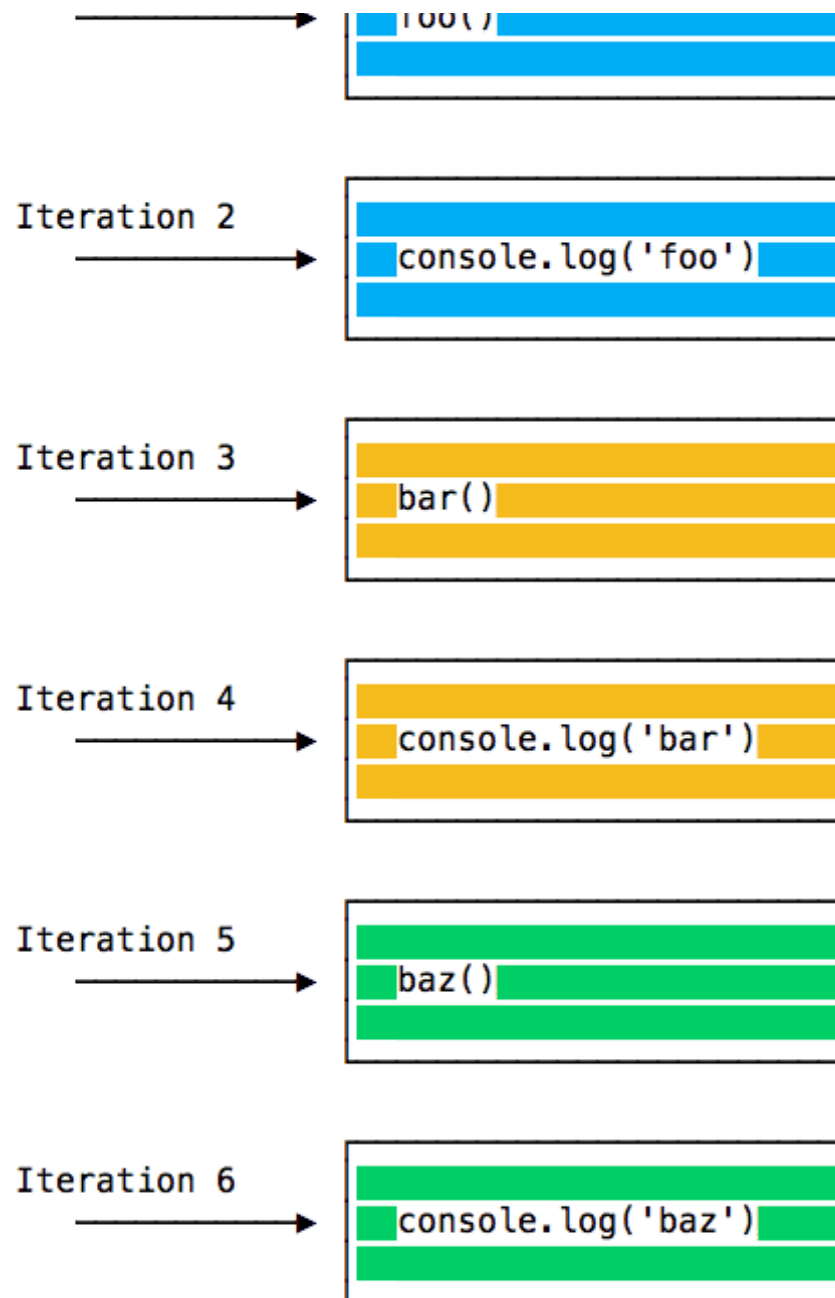 foo()
Iteration 2
console.log('foo')
Iteration 3
bar()
Iteration 4
console.log('bar')
Iteration 5
baz()
Iteration 6
console.log('baz')